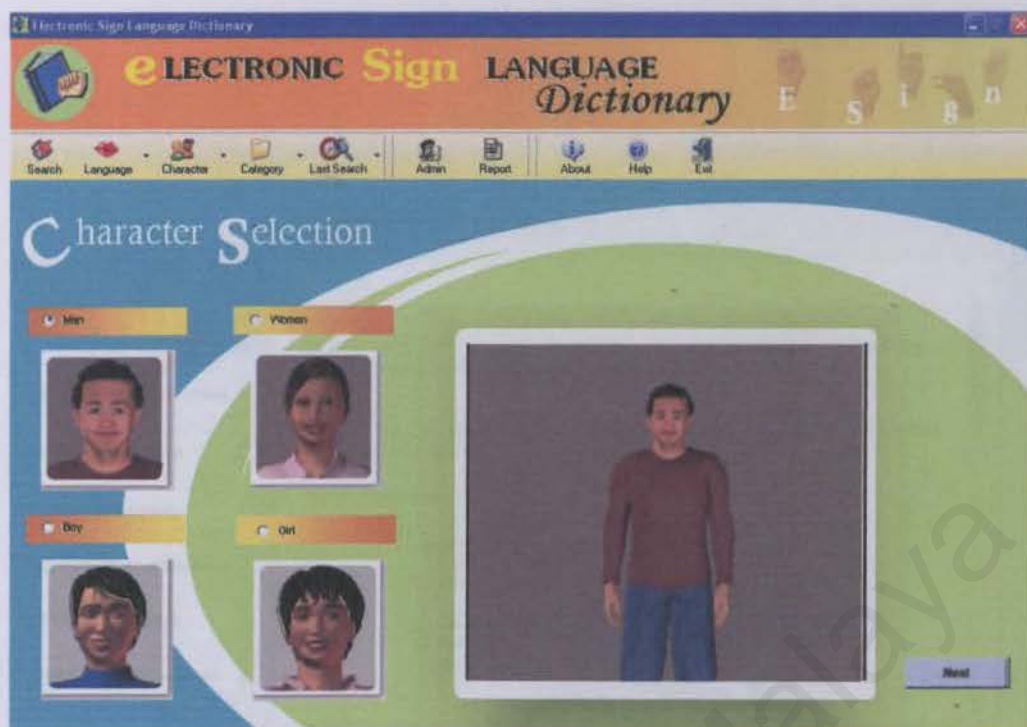 Electronic Sign Language Dictionary
eLECTRONIC Sign LANGUAGE
Dictionary
E S i g n
Search Language Character Category Last Search Admin Report About Help Exit
Character Selection
Man Women
Boy Girl
Next
Malaya